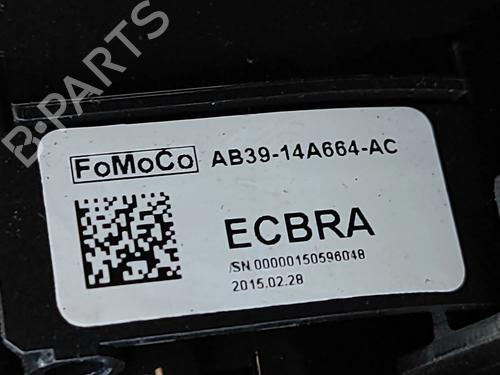 B-PARTS
FoMoCo AB39-14A664-AC
ECBRA
/SN 00000150596048
2015.02.28